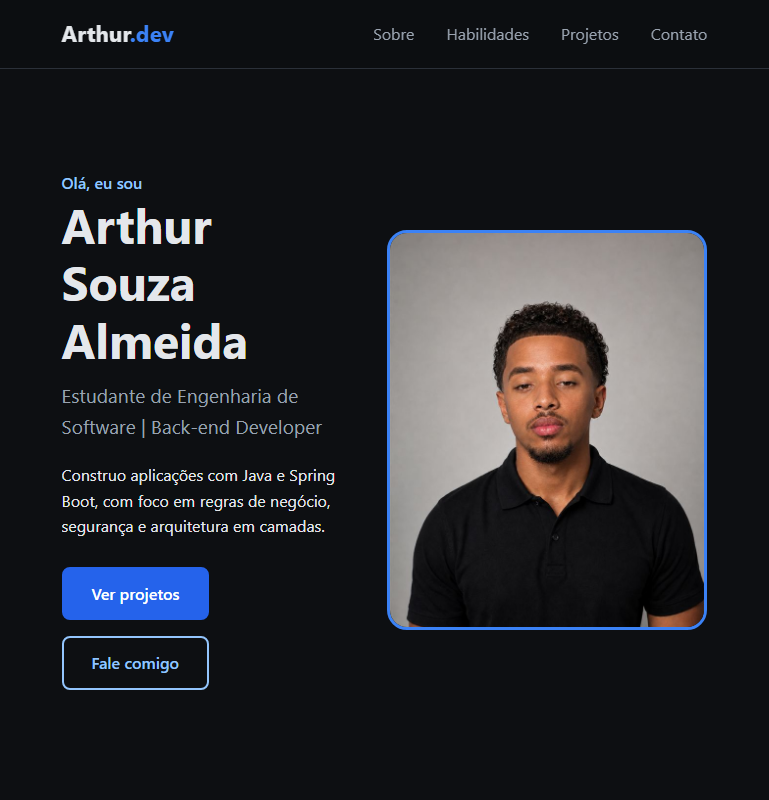 Arthur.dev
Sobre Habilidades Projetos Contato
Olá, eu sou
Arthur
Souza
Almeida
Estudante de Engenharia de
Software | Back-end Developer
Construo aplicações com Java e Spring
Boot, com foco em regras de negócio,
segurança e arquitetura em camadas.
Ver projetos
Fale comigo